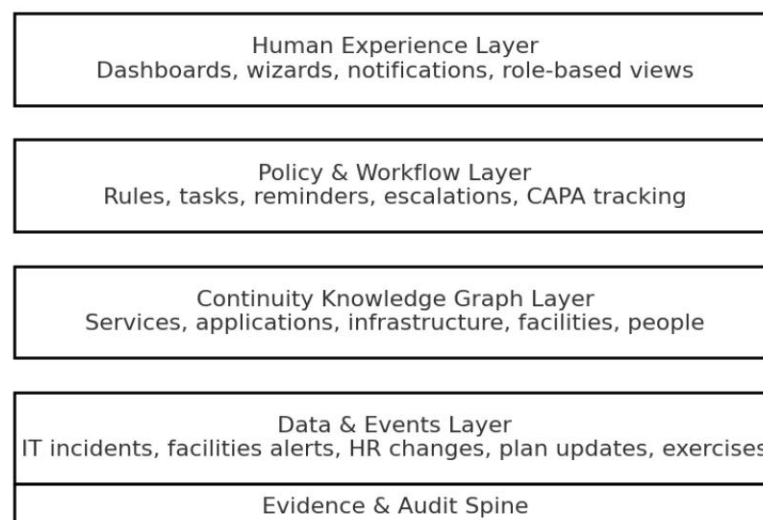 Human Experience Layer
Dashboards, wizards, notifications, role-based views
Policy & Workflow Layer
Rules, tasks, reminders, escalations, CAPA tracking
Continuity Knowledge Graph Layer
Services, applications, infrastructure, facilities, people
Data & Events Layer
IT incidents, facilities alerts, HR changes, plan updates, exercises
Evidence & Audit Spine